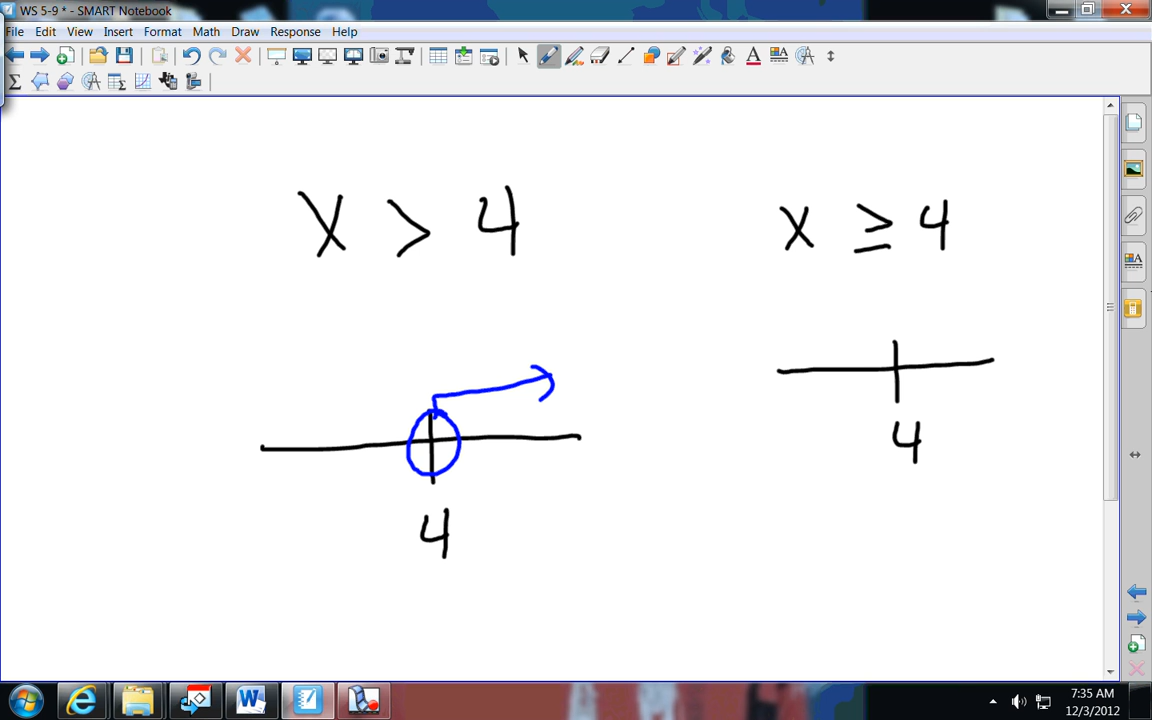 WS 5-9 * - SMART Notebook
File Edit View Insert Format Math Draw Response Help
x > 4
x ≥ 4
4
4
7:35 AM
12/3/2012